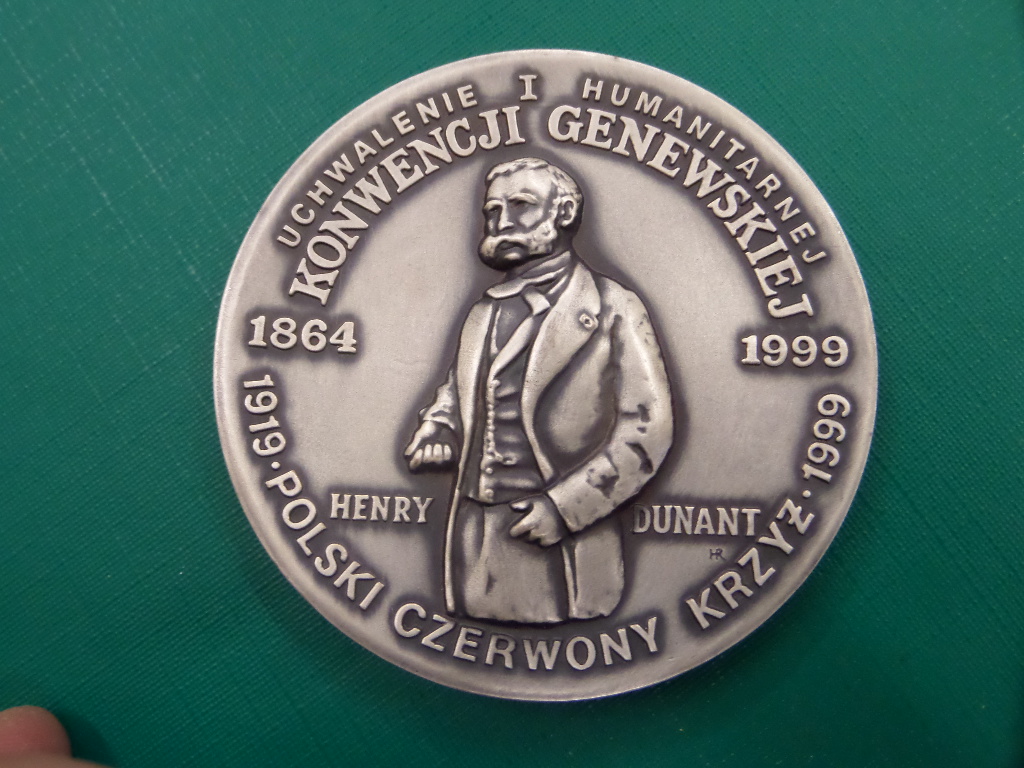 UCHWALENIE I HUMANITARNEJ
KONWENCJI GENEWSKIEJ
1864 1999
HENRY DUNANT
HR
1919·POLSKI CZERWONY KRZYŻ·1999